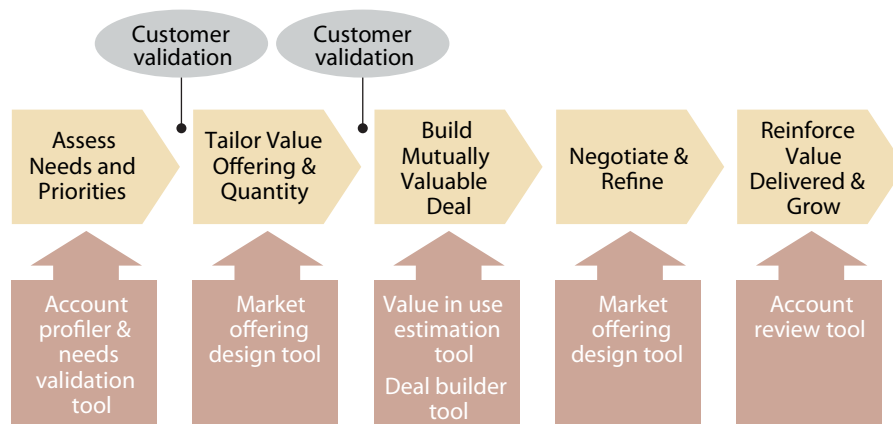 Customer
validation
Customer
validation
Assess
Needs and
Priorities
Tailor Value
Offering &
Quantity
Build
Mutually
Valuable
Deal
Negotiate &
Refine
Reinforce
Value
Delivered &
Grow
Account
profiler &
needs
validation
tool
Market
offering
design tool
Value in use
estimation
tool
Deal builder
tool
Market
offering
design tool
Account
review tool